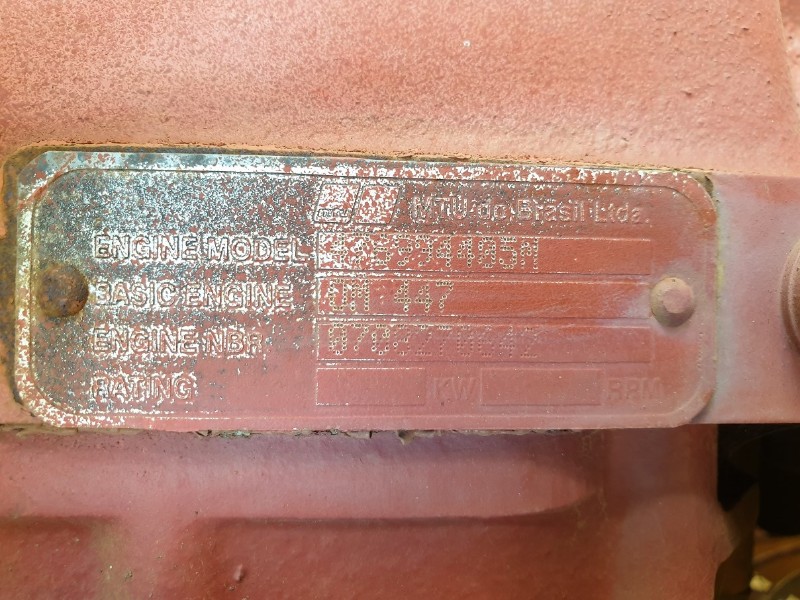 MTU do Brasil Ltda.
ENGINE MODEL
BASIC ENGINE OM 447
ENGINE NBR
RATING KW RPM